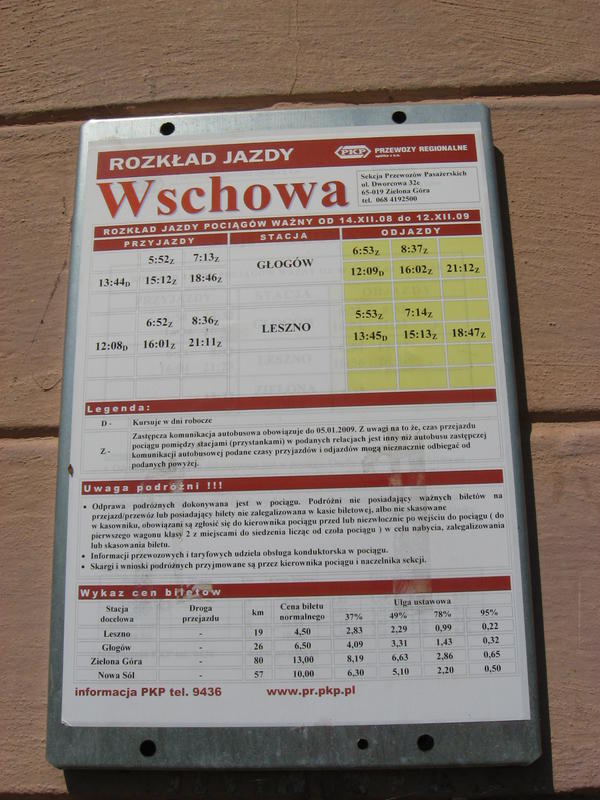 ROZKŁAD JAZDY
PKP PRZEWOZY REGIONALNE
spółka z o.o.
Wschowa
Sekcja Przewozów Pasażerskich
ul. Dworcowa 32c
65-019 Zielona Góra
tel. 068 4192500
ROZKŁAD JAZDY POCIĄGÓW WAŻNY OD 14.XII.08 do 12.XII.09
PRZYJAZDY STACJA ODJAZDY
5:52Z 7:13Z GŁOGÓW 6:53Z 8:37Z
13:44D 15:12Z 18:46Z 12:09D 16:02Z 21:12Z
6:52Z 8:36Z LESZNO 5:53Z 7:14Z
12:08D 16:01Z 21:11Z 13:45D 15:13Z 18:47Z
Legenda:
D - Kursuje w dni robocze
Z - Zastępcza komunikacja autobusowa obowiązuje do 05.01.2009. Z uwagi na to że, czas przejazdu
pociągu pomiędzy stacjami (przystankami) w podanych relacjach jest inny niż autobusu zastępczej
komunikacji autobusowej podane czasy przyjazdów i odjazdów mogą nieznacznie odbiegać od
podanych powyżej.
Uwaga podróżni !!!
• Odprawa podróżnych dokonywana jest w pociągu. Podróżni nie posiadający ważnych biletów na
przejazd/przewóz lub posiadający bilety nie zalegalizowana w kasie biletowej, albo nie skasowane
w kasowniku, obowiązani są zgłosić się do kierownika pociągu przed lub niezwłocznie po wejściu do pociągu ( do
pierwszego wagonu klasy 2 z miejscami do siedzenia licząc od czoła pociągu ) w celu nabycia, zalegalizowania
lub skasowania biletu.
• Informacji przewozowych i taryfowych udziela obsługa konduktorska w pociągu.
• Skargi i wnioski podróżnych przyjmowane są przez kierownika pociągu i naczelnika sekcji.
Wykaz cen biletów
Stacja docelowa Droga przejazdu km Cena biletu normalnego Ulga ustawowa
37% 49% 78% 95%
Leszno - 19 4,50 2,83 2,29 0,99 0,22
Głogów - 26 6,50 4,09 3,31 1,43 0,32
Zielona Góra - 80 13,00 8,19 6,63 2,86 0,65
Nowa Sól - 57 10,00 6,30 5,10 2,20 0,50
informacja PKP tel. 9436 www.pr.pkp.pl